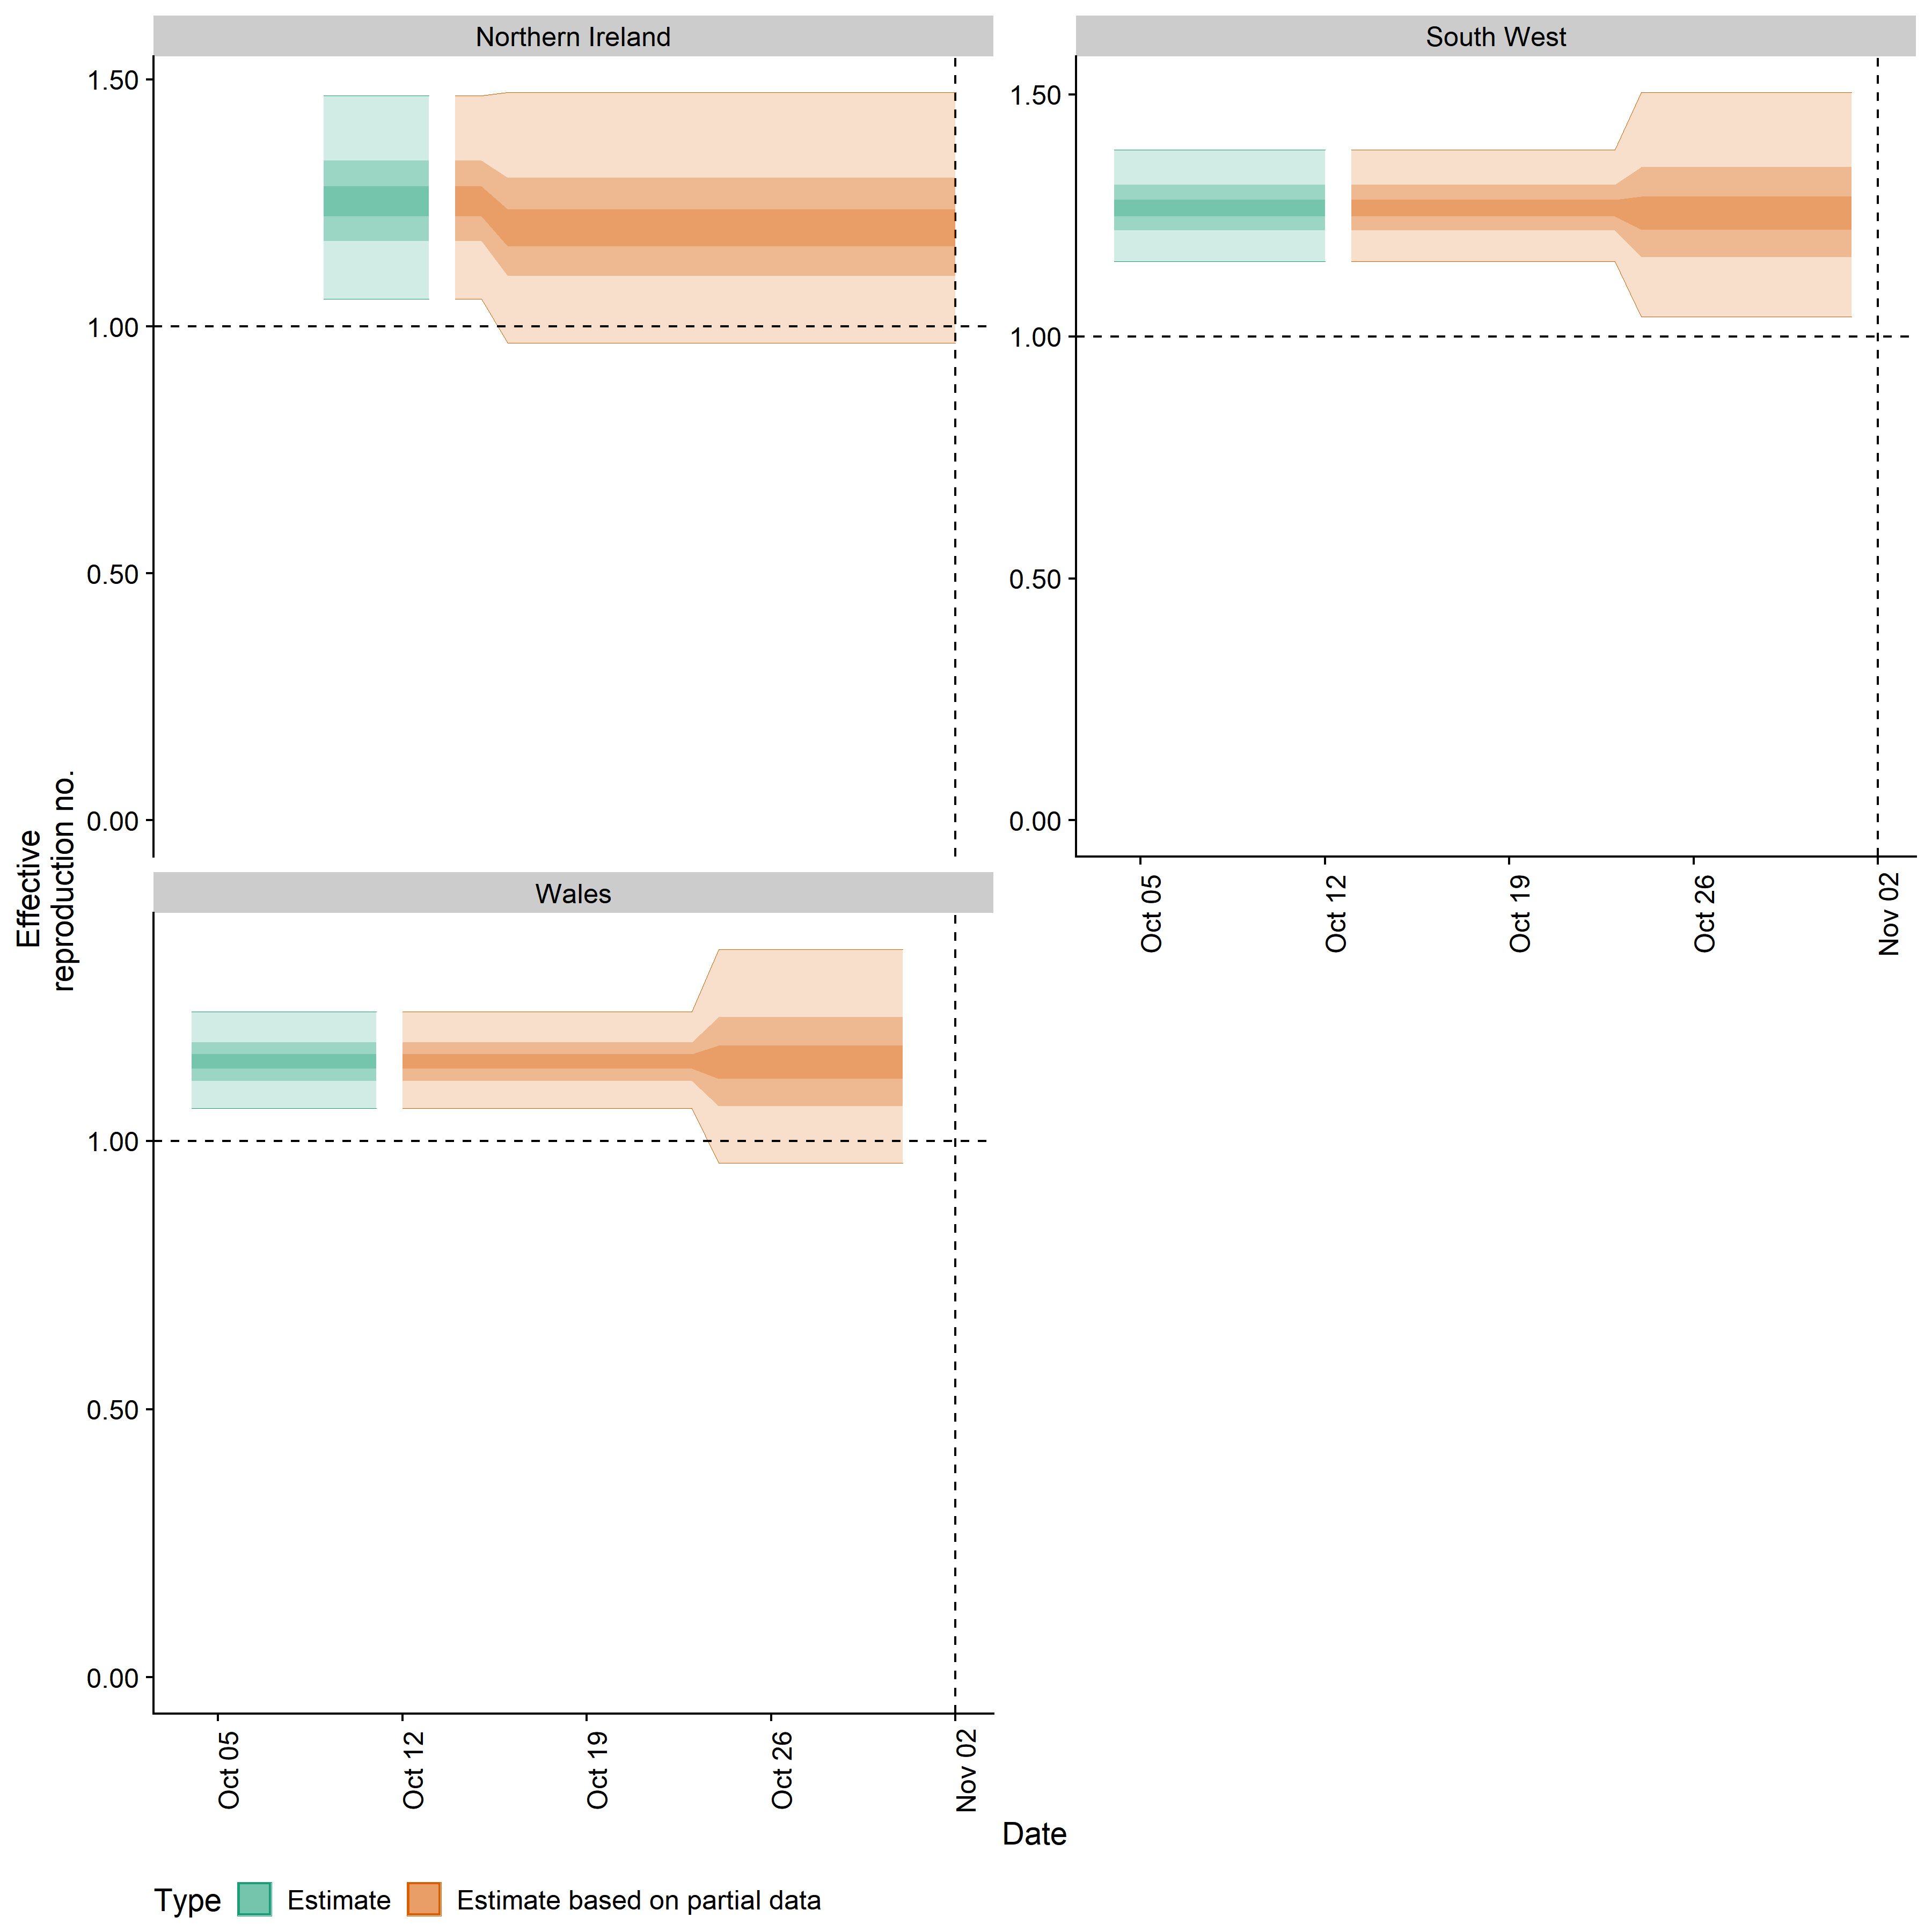 Northern Ireland
South West
1.50
1.00
0.50
0.00
1.50
1.00
0.50
0.00
Oct 05
Oct 12
Oct 19
Oct 26
Nov 02
Effective
reproduction no.
Wales
1.00
0.50
0.00
Oct 05
Oct 12
Oct 19
Oct 26
Nov 02
Date
Type Estimate Estimate based on partial data